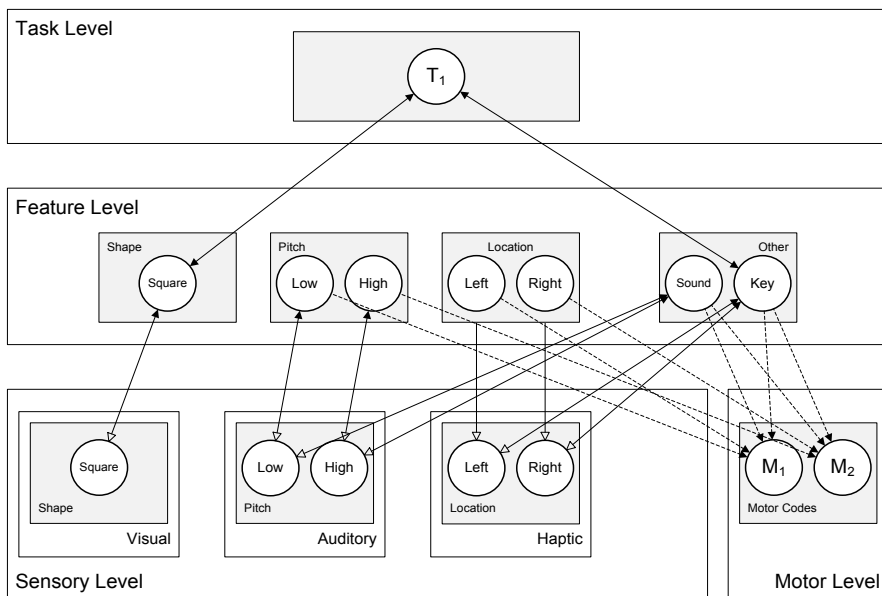 Task Level
T1
Feature Level
Shape
Square
Pitch
Low
High
Location
Left
Right
Other
Sound
Key
Square
Shape
Visual
Low
High
Pitch
Auditory
Left
Right
Location
Haptic
Sensory Level
M1
M2
Motor Codes
Motor Level